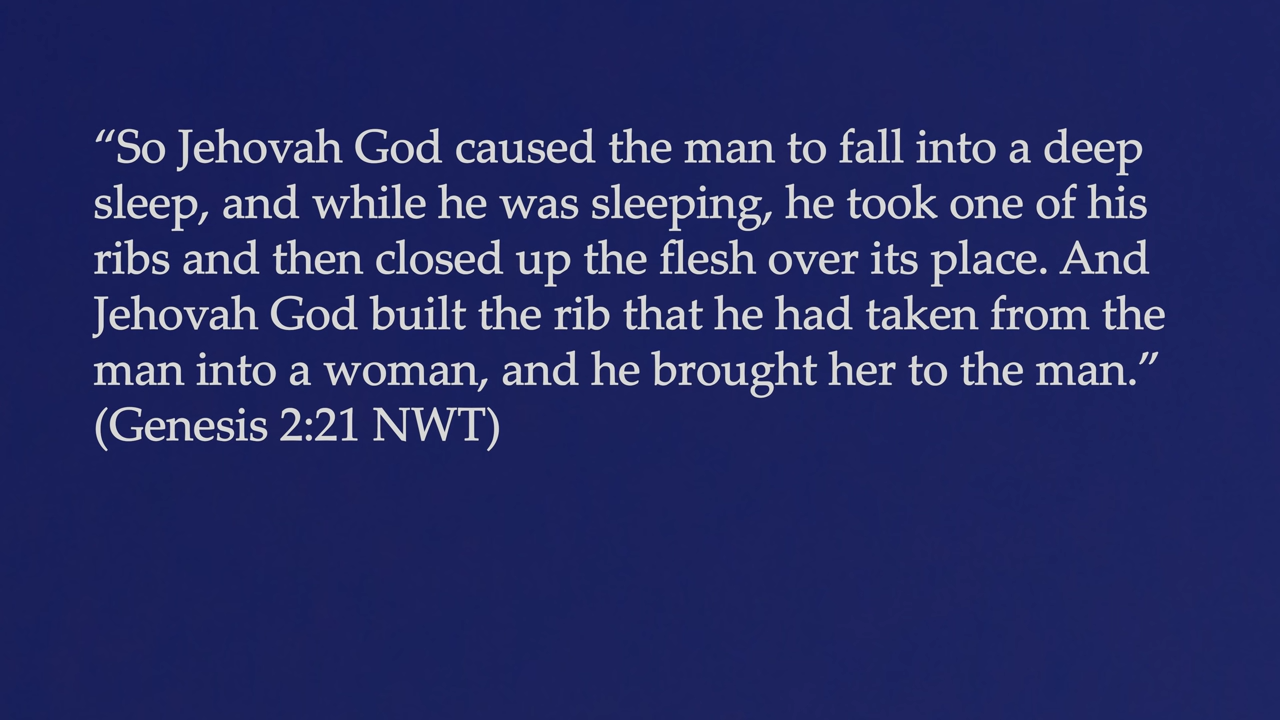 “So Jehovah God caused the man to fall into a deep
sleep, and while he was sleeping, he took one of his
ribs and then closed up the flesh over its place. And
Jehovah God built the rib that he had taken from the
man into a woman, and he brought her to the man.”
(Genesis 2:21 NWT)